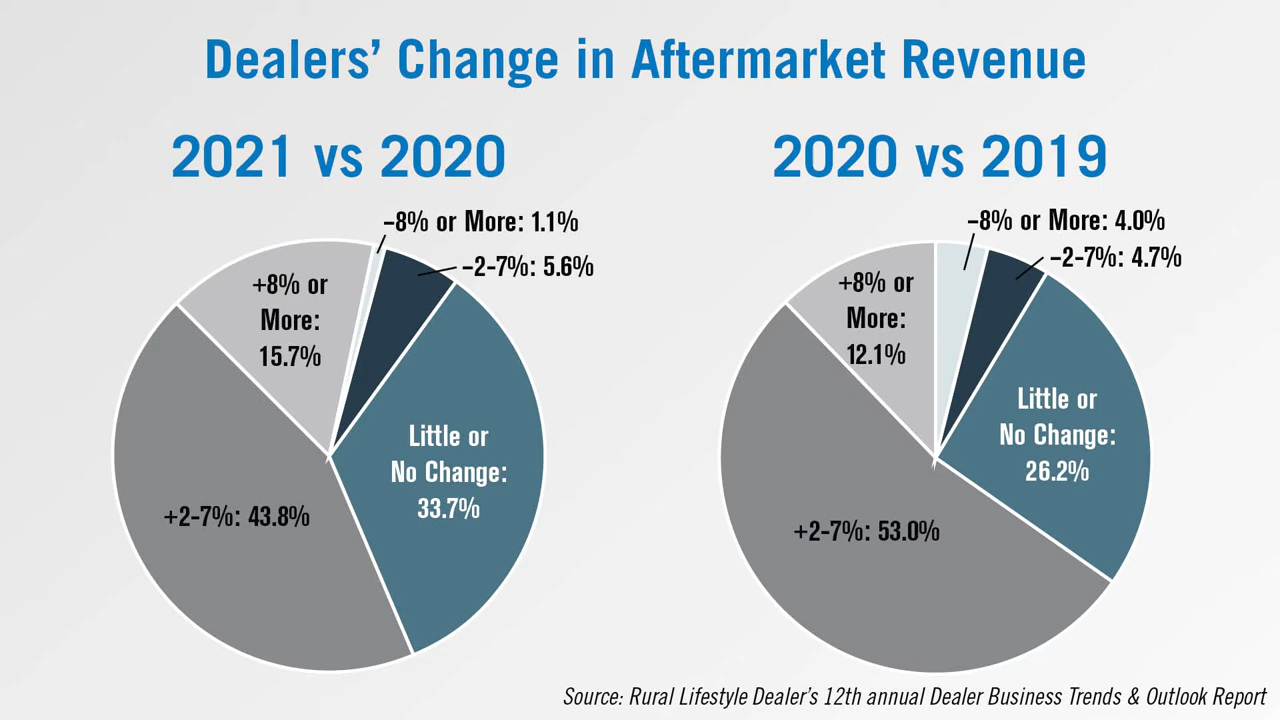 Dealers’ Change in Aftermarket Revenue
2021 vs 2020
–8% or More: 1.1%
–2-7%: 5.6%
+8% or
More:
15.7%
Little or
No Change:
33.7%
+2-7%: 43.8%
2020 vs 2019
–8% or More: 4.0%
–2-7%: 4.7%
+8% or
More:
12.1%
Little or
No Change:
26.2%
+2-7%: 53.0%
Source: Rural Lifestyle Dealer’s 12th annual Dealer Business Trends & Outlook Report